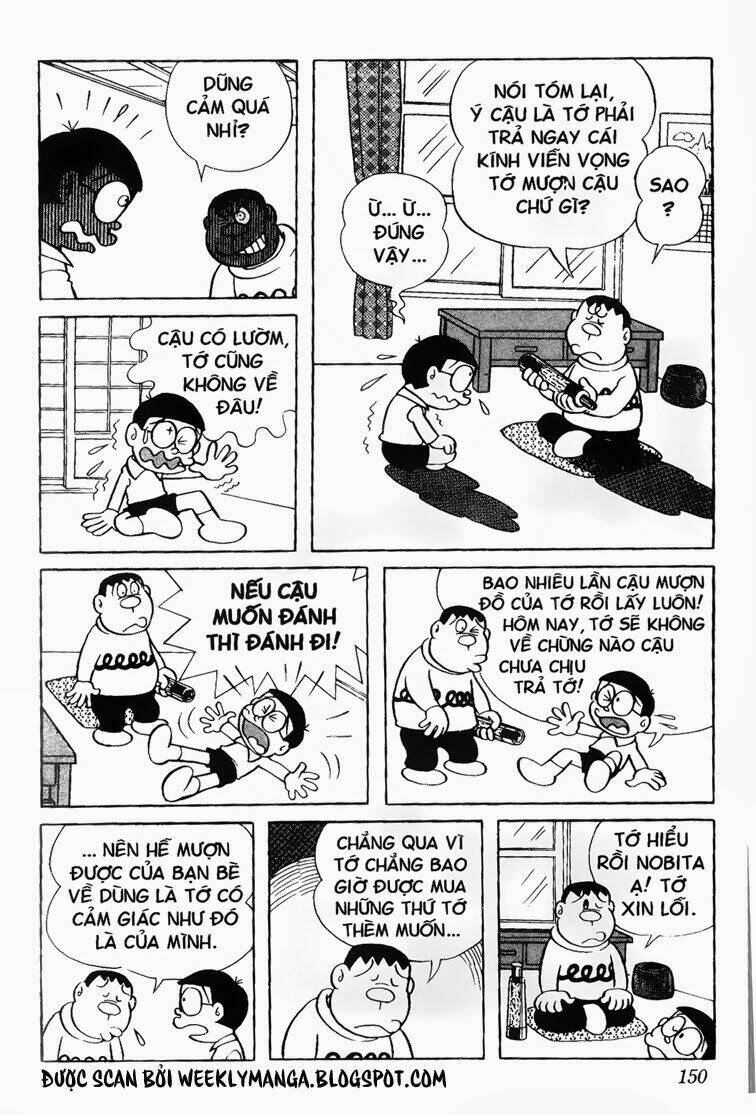 NÓI TÓM LẠI,
Ý CẬU LÀ TỚ PHẢI
TRẢ NGAY CÁI
KÍNH VIỄN VỌNG
TỚ MƯỢN CẬU
CHỨ GÌ?
SAO
?
Ừ... Ừ...
ĐÚNG
VẬY...
DŨNG
CẢM QUÁ
NHỈ?
CẬU CÓ LƯỜM,
TỚ CŨNG
KHÔNG VỀ
ĐÂU!
BAO NHIÊU LẦN CẬU MƯỢN
ĐỒ CỦA TỚ RỒI LẤY LUÔN!
HÔM NAY, TỚ SẼ KHÔNG
VỀ CHỪNG NÀO CẬU
CHƯA CHỊU
TRẢ TỚ!
NẾU CẬU
MUỐN ĐÁNH
THÌ ĐÁNH ĐI!
TỚ HIỂU
RỒI NOBITA
Ạ! TỚ
XIN LỖI.
CHẲNG QUA VÌ
TỚ CHẲNG BAO
GIỜ ĐƯỢC MUA
NHỮNG THỨ TỚ
THÈM MUỐN...
... NÊN HỄ MƯỢN
ĐƯỢC CỦA BẠN BÈ
VỀ DÙNG LÀ TỚ CÓ
CẢM GIÁC NHƯ ĐÓ
LÀ CỦA MÌNH.
ĐƯỢC SCAN BỞI WEEKLYMANGA.BLOGSPOT.COM
150